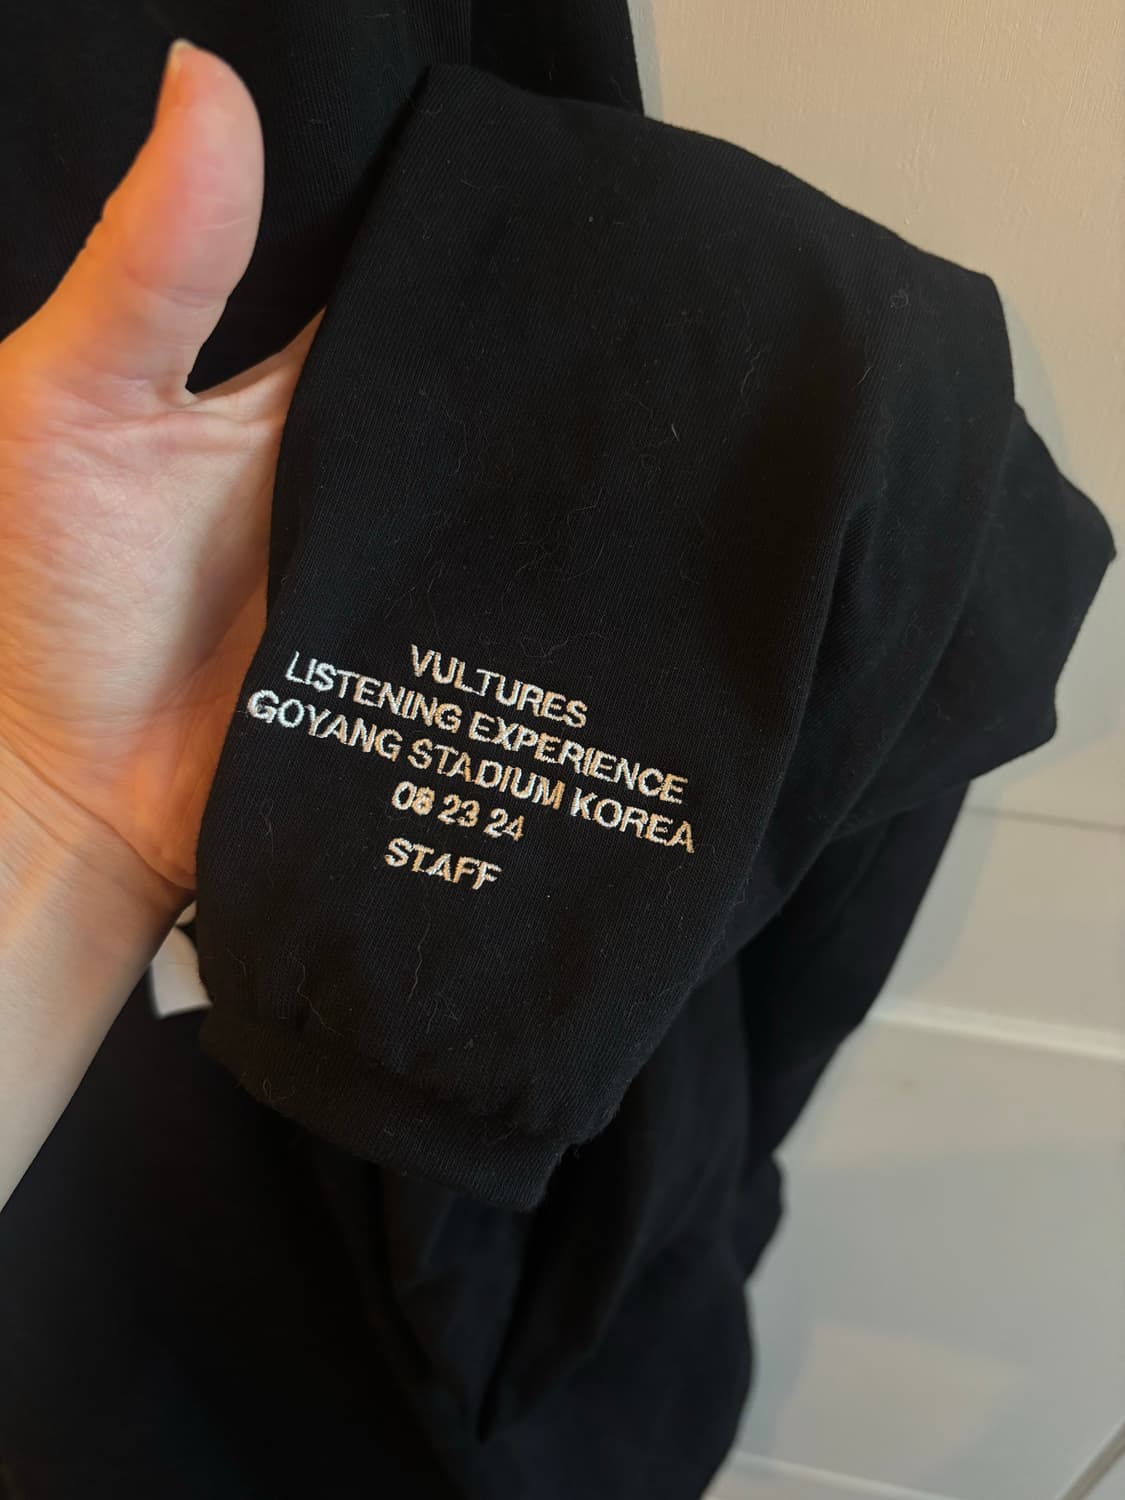 VULTURES
LISTENING EXPERIENCE
GOYANG STADIUM KOREA
08 23 24
STAFF